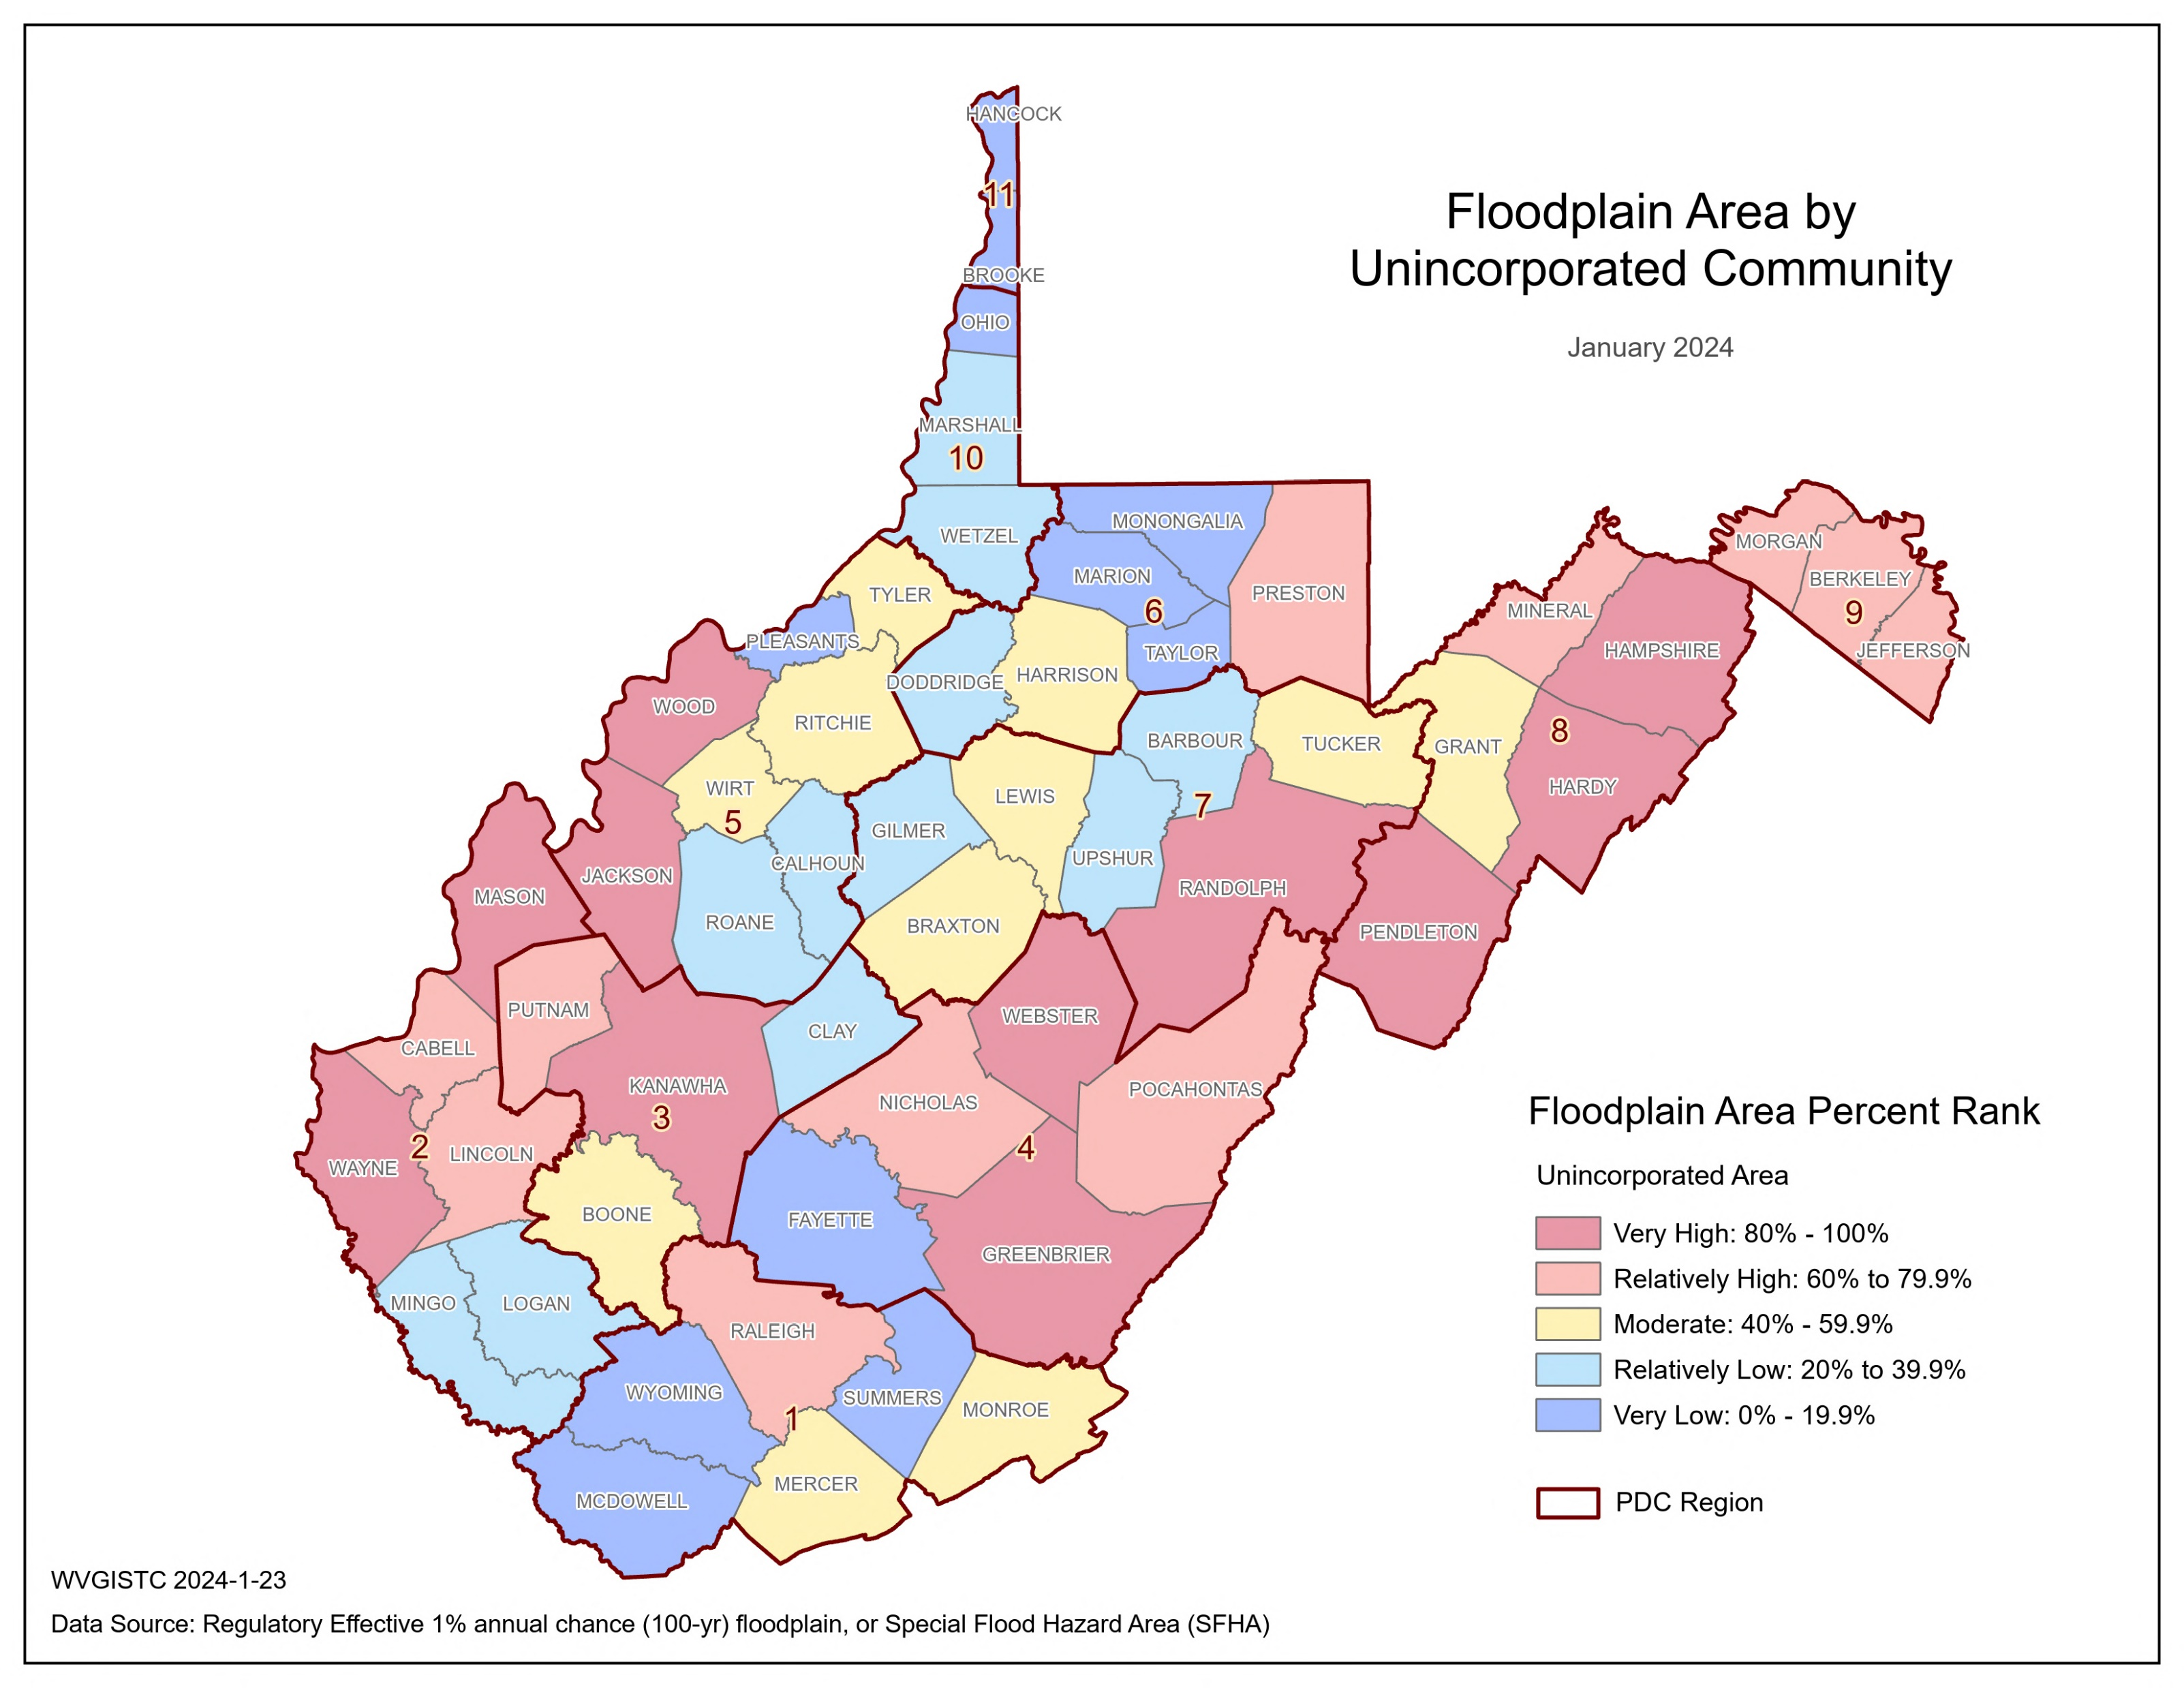 Floodplain Area by
Unincorporated Community
January 2024
HANCOCK
11
BROOKE
OHIO
MARSHALL
10
WETZEL
MONONGALIA
MARION
6
PRESTON
TAYLOR
TYLER
PLEASANTS
HARRISON
DODDRIDGE
MORGAN
BERKELEY
9
JEFFERSON
MINERAL
HAMPSHIRE
WOOD
RITCHIE
BARBOUR
TUCKER
GRANT
8
HARDY
WIRT
5
LEWIS
7
GILMER
CALHOUN
UPSHUR
JACKSON
RANDOLPH
MASON
ROANE
BRAXTON
PENDLETON
PUTNAM
WEBSTER
CLAY
CABELL
KANAWHA
3
NICHOLAS
POCAHONTAS
2
LINCOLN
4
WAYNE
BOONE
FAYETTE
GREENBRIER
MINGO
LOGAN
RALEIGH
WYOMING
SUMMERS
1
MONROE
MERCER
MCDOWELL
Floodplain Area Percent Rank
Unincorporated Area
Very High: 80% - 100%
Relatively High: 60% to 79.9%
Moderate: 40% - 59.9%
Relatively Low: 20% to 39.9%
Very Low: 0% - 19.9%
PDC Region
WVGISTC 2024-1-23
Data Source: Regulatory Effective 1% annual chance (100-yr) floodplain, or Special Flood Hazard Area (SFHA)